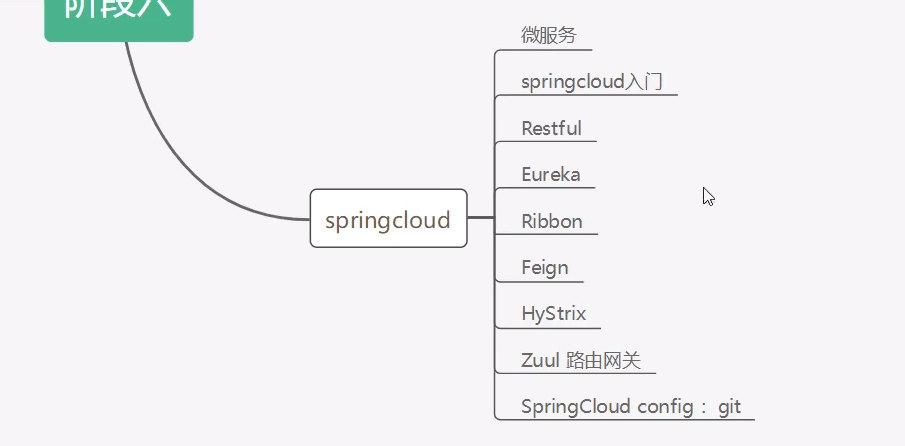 阶段六
微服务
springcloud入门
Restful
Eureka
springcloud
Ribbon
Feign
HyStrix
Zuul 路由网关
SpringCloud config ：git